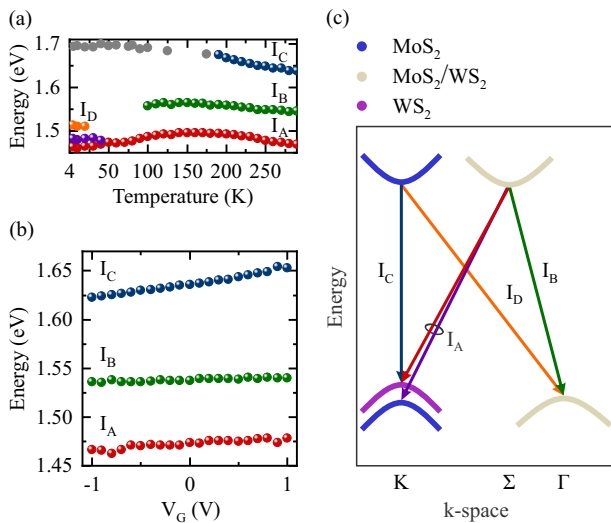 (a)
Energy (eV)
1.7
1.6
1.5
I_C
I_B
I_A
I_D
4 50 100 150 200 250
Temperature (K)
(b)
Energy (eV)
1.65
1.60
1.55
1.50
1.45
I_C
I_B
I_A
-1 0 1
V_G (V)
(c)
MoS_2
MoS_2/WS_2
WS_2
Energy
I_C
I_D
I_B
I_A
K Σ Γ
k-space